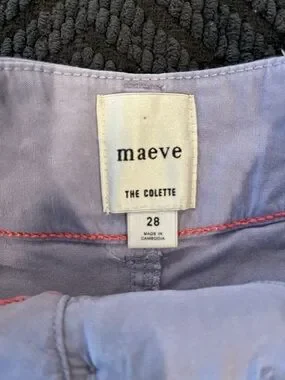 maeve
THE COLETTE
28
MADE IN
CAMBODIA